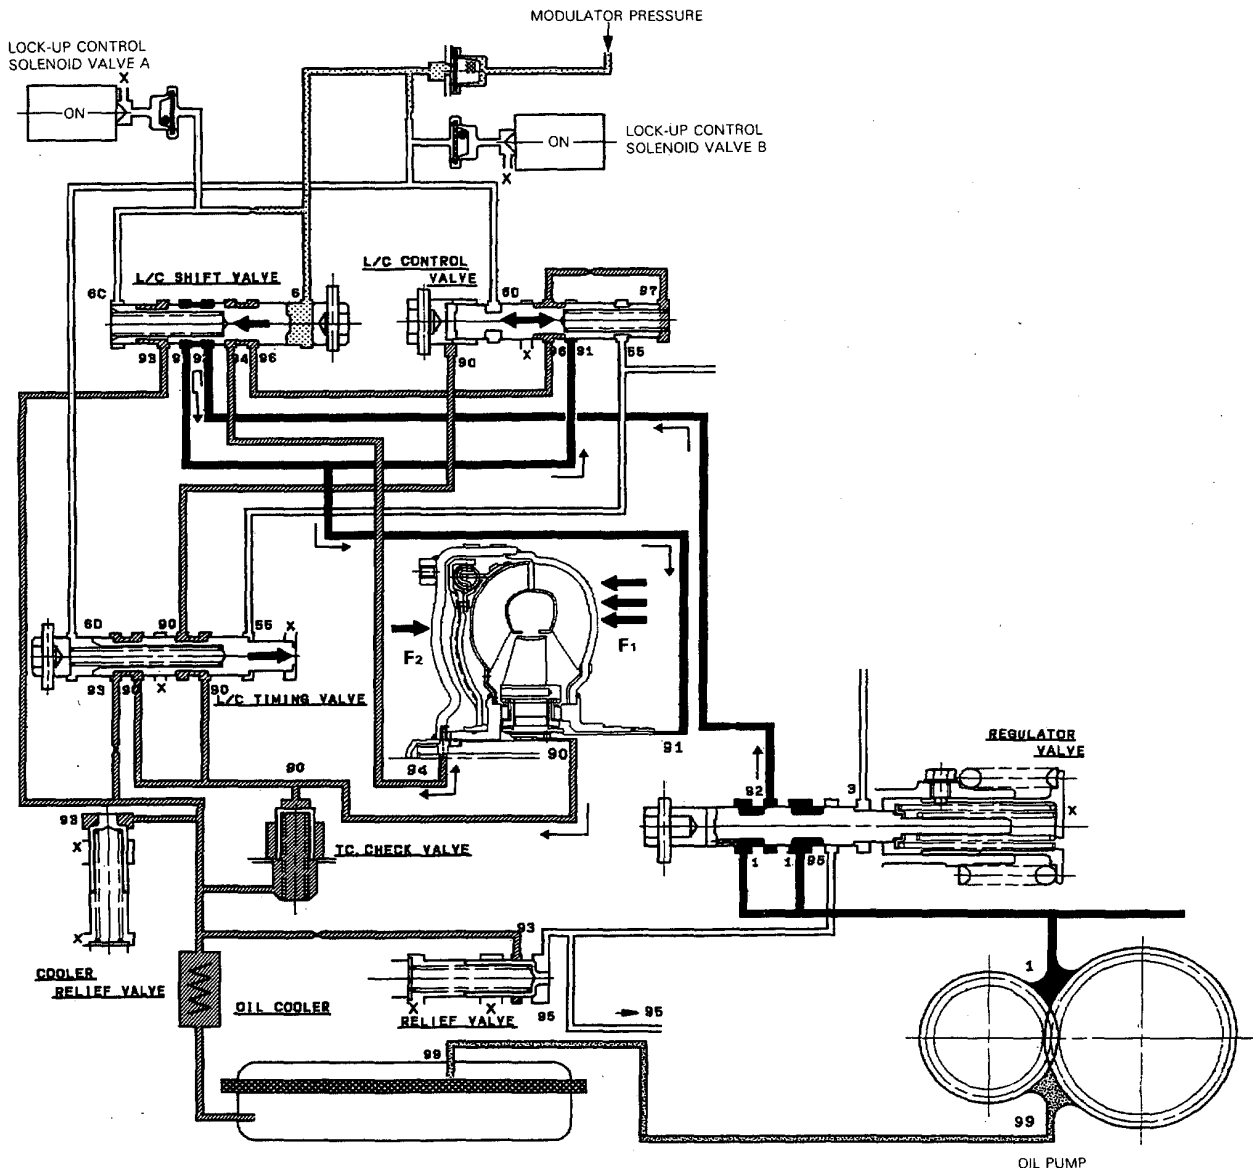 MODULATOR PRESSURE
LOCK-UP CONTROL
SOLENOID VALVE A
X
ON
ON
LOCK-UP CONTROL
SOLENOID VALVE B
X
L/C SHIFT VALVE
L/C CONTROL
VALVE
6C
6
6D
97
93
94
96
90
X
96
91
55
6D
90
55
X
93
90
X
90
L/C TIMING VALVE
F2
F1
94
90
91
REGULATOR
VALVE
92
3
X
90
93
X
T.C. CHECK VALVE
1
1
95
X
COOLER
RELIEF VALVE
93
OIL COOLER
X
X
RELIEF VALVE
95
95
1
99
99
OIL PUMP